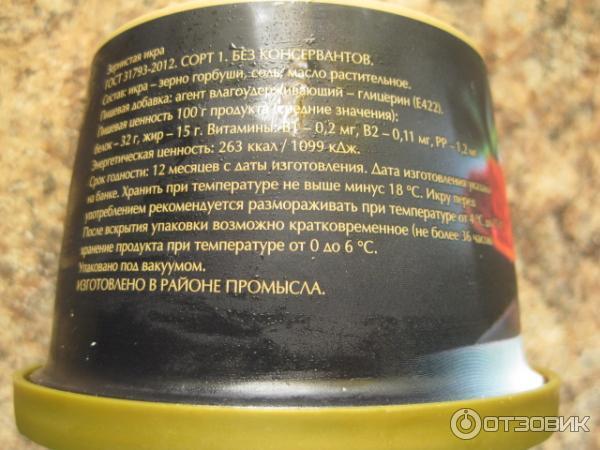 Зернистая икра
ГОСТ 31793-2012. СОРТ 1. БЕЗ КОНСЕРВАНТОВ.
Состав: икра – зерно горбуши, соль, масло растительное.
Пищевая добавка: агент влагоудерживающий – глицерин (Е422).
Пищевая ценность 100 г продукта (средние значения):
белок – 32 г, жир – 15 г. Витамины: В1 – 0,2 мг, В2 – 0,11 мг, РР – 1,2 мг
Энергетическая ценность: 263 ккал / 1099 кДж.
Срок годности: 12 месяцев с даты изготовления. Дата изготовления указана
на банке. Хранить при температуре не выше минус 18 °С. Икру перед
употреблением рекомендуется размораживать при температуре от 4 °С до
После вскрытия упаковки возможно кратковременное (не более 36 часов
хранение продукта при температуре от 0 до 6 °С.
Упаковано под вакуумом.
ИЗГОТОВЛЕНО В РАЙОНЕ ПРОМЫСЛА.
ОТЗОВИК